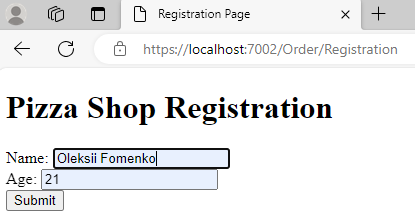 Registration Page
https://localhost:7002/Order/Registration
Pizza Shop Registration
Name: Oleksii Fomenko
Age: 21
Submit